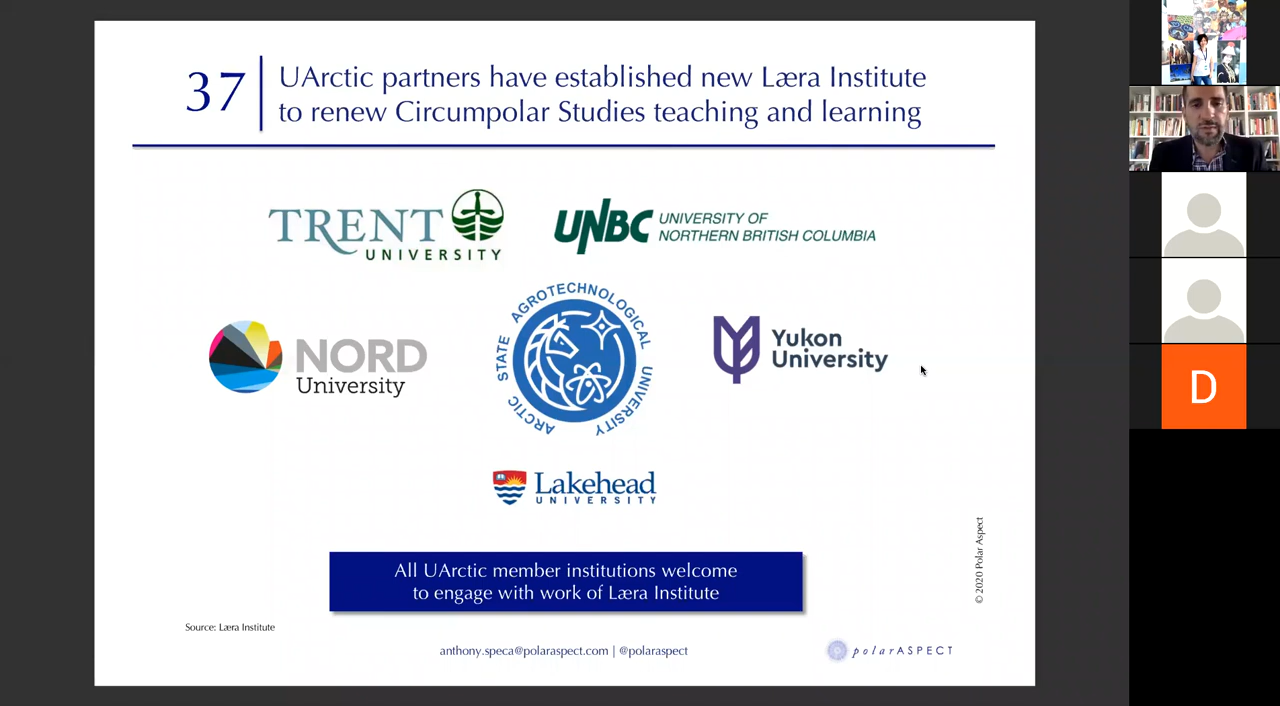 37
UArctic partners have established new Læra Institute
to renew Circumpolar Studies teaching and learning
TRENT
UNIVERSITY
UNBC
UNIVERSITY OF
NORTHERN BRITISH COLUMBIA
NORD
University
ARCTIC STATE AGROTECHNOLOGICAL UNIVERSITY
Yukon
University
Lakehead
UNIVERSITY
All UArctic member institutions welcome
to engage with work of Læra Institute
© 2020 Polar Aspect
Source: Læra Institute
anthony.speca@polaraspect.com | @polaraspect
polarASPECT
D